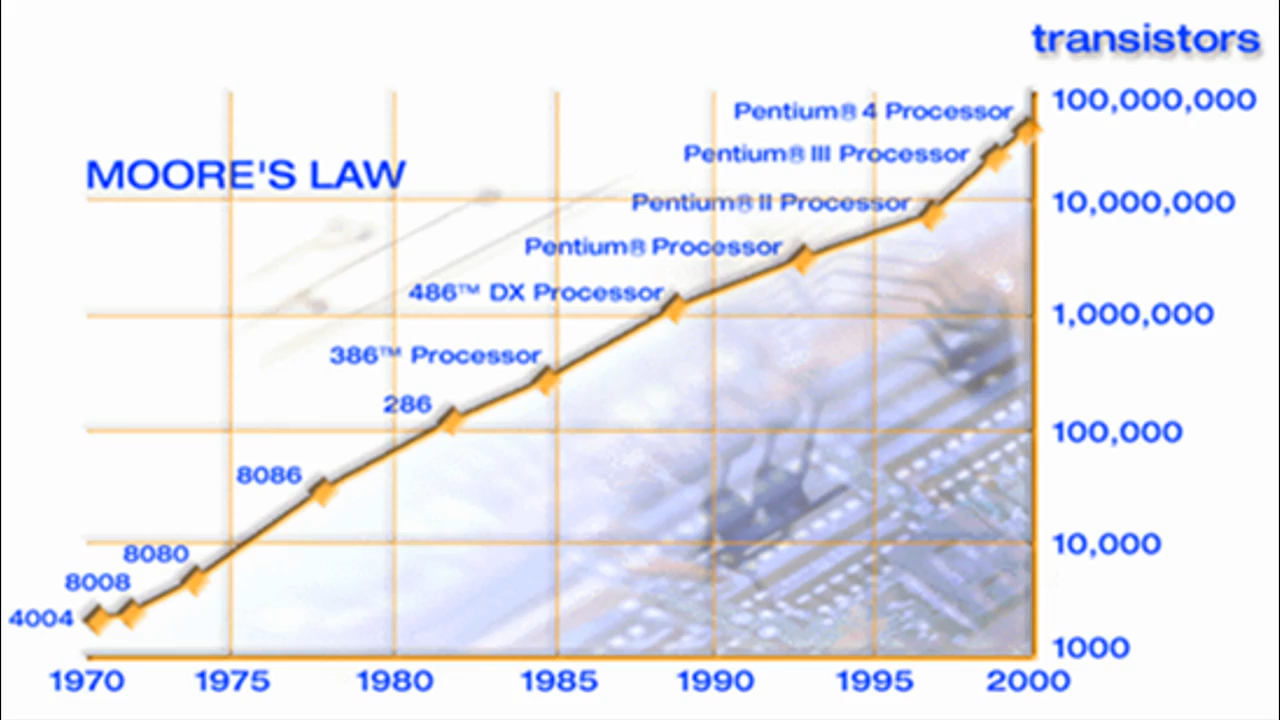 transistors
100,000,000
Pentium® 4 Processor
Pentium® III Processor
MOORE'S LAW
10,000,000
Pentium® II Processor
Pentium® Processor
486™ DX Processor
1,000,000
386™ Processor
286
100,000
8086
10,000
8080
8008
4004
1000
1970 1975 1980 1985 1990 1995 2000